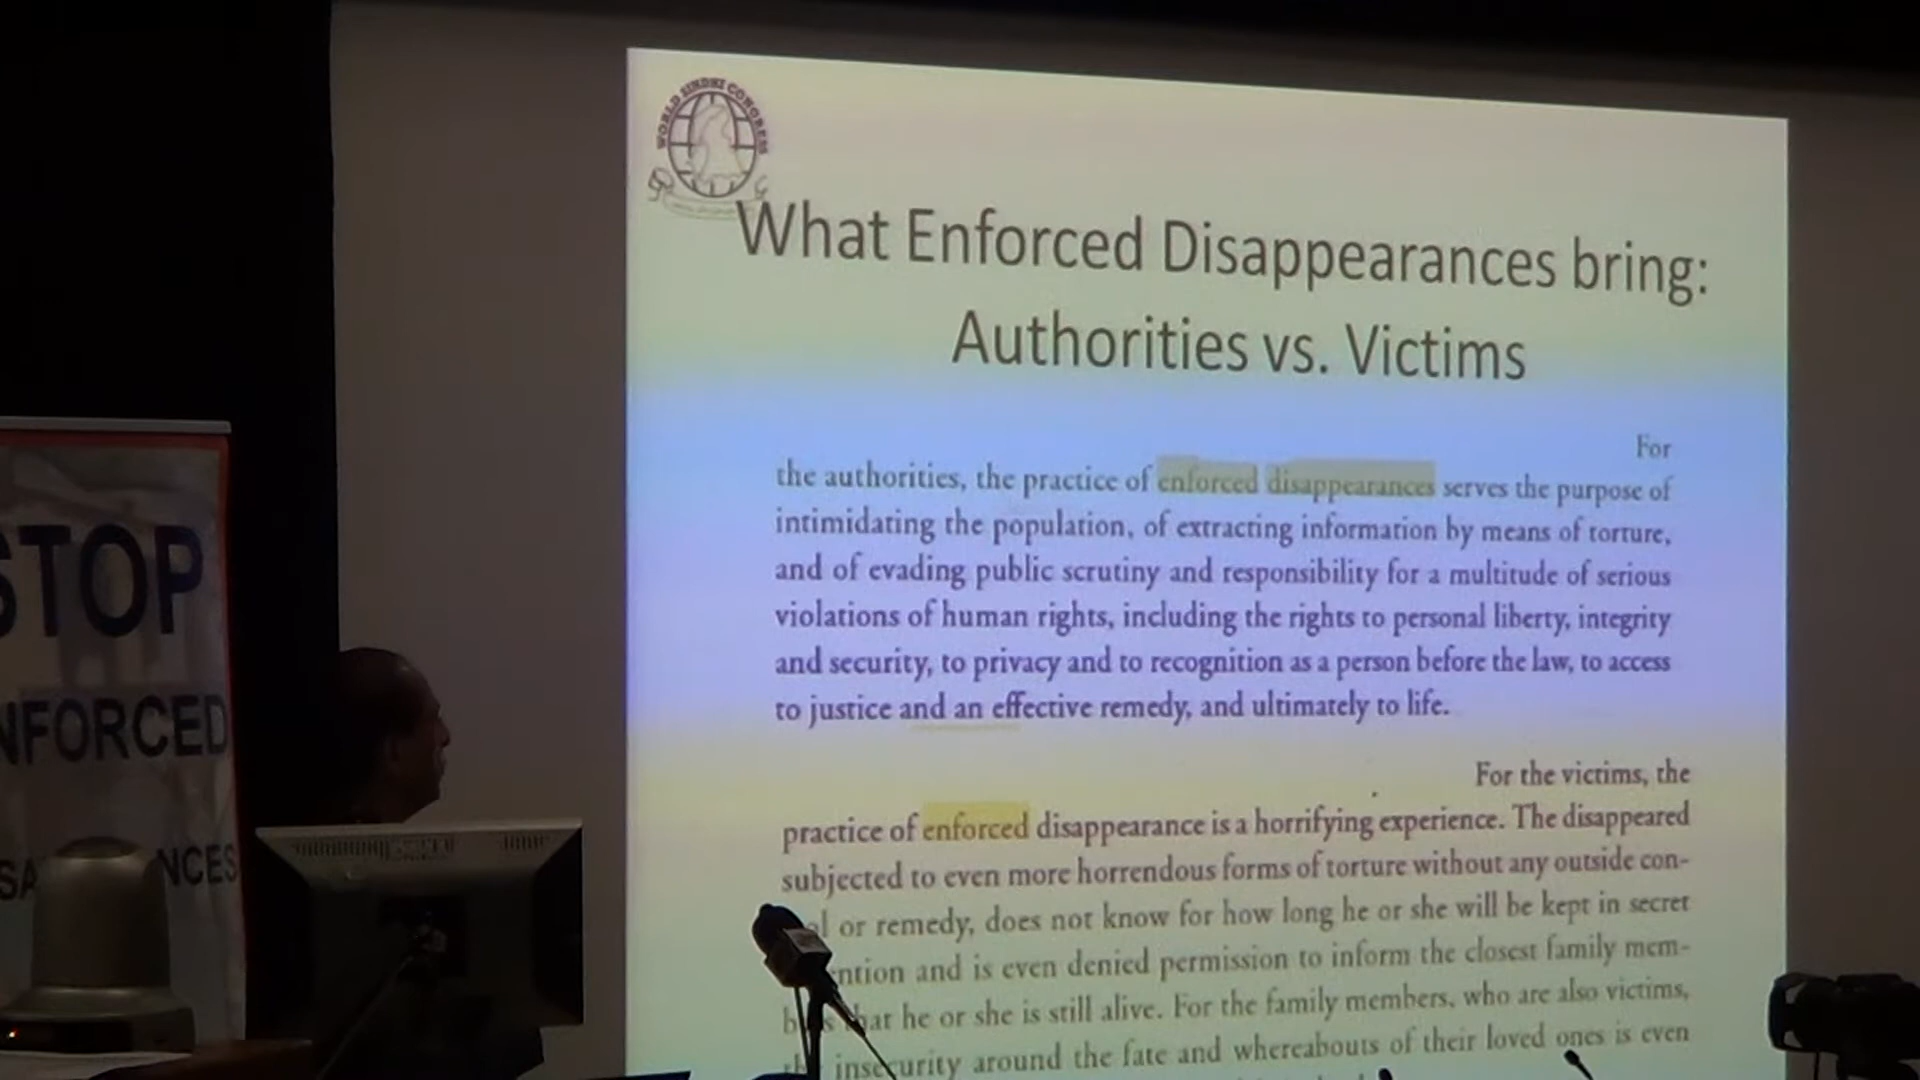 WORLD SINDHI CONGRESS
What Enforced Disappearances bring:
Authorities vs. Victims
For
the authorities, the practice of enforced disappearances serves the purpose of
intimidating the population, of extracting information by means of torture,
and of evading public scrutiny and responsibility for a multitude of serious
violations of human rights, including the rights to personal liberty, integrity
and security, to privacy and to recognition as a person before the law, to access
to justice and an effective remedy, and ultimately to life.
For the victims, the
practice of enforced disappearance is a horrifying experience. The disappeared
subjected to even more horrendous forms of torture without any outside con-
or remedy, does not know for how long he or she will be kept in secret
and is even denied permission to inform the closest family mem-
he or she is still alive. For the family members, who are also victims,
insecurity around the fate and whereabouts of their loved ones is even
STOP
NFORCED
NCES